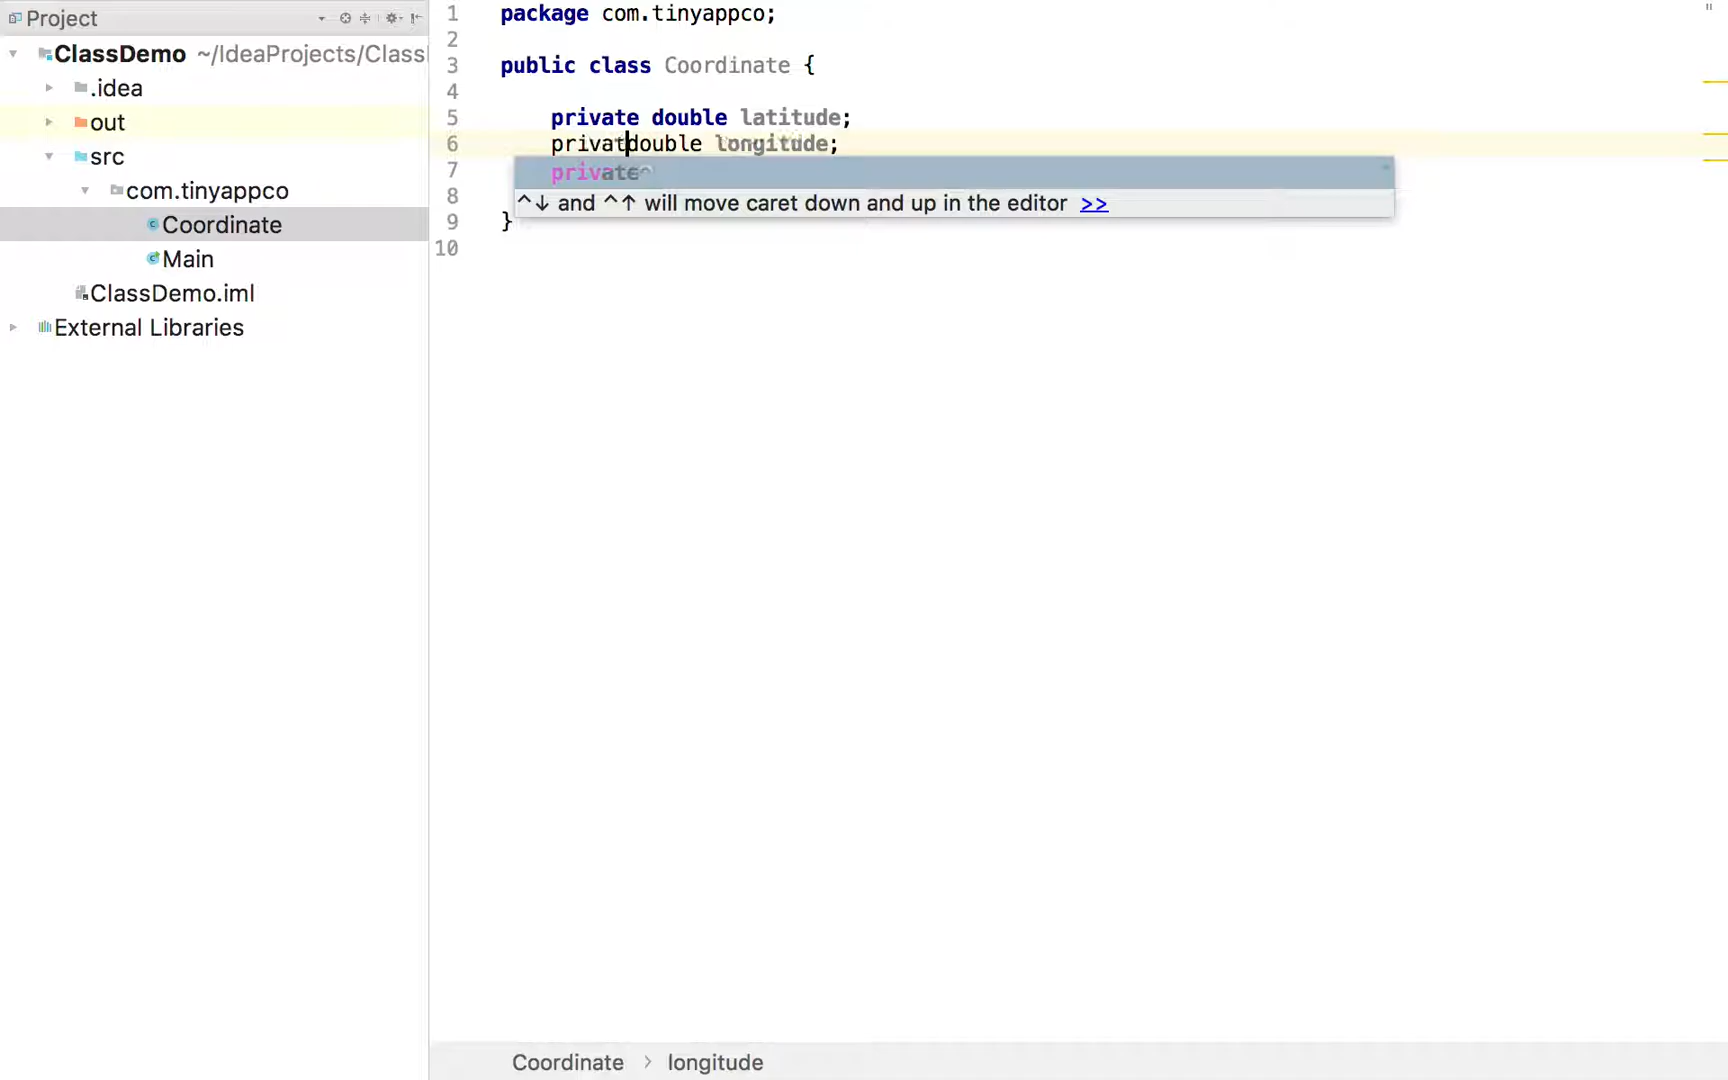 Project
ClassDemo ~/IdeaProjects/Class
.idea
out
src
com.tinyappco
Coordinate
Main
ClassDemo.iml
External Libraries
1 package com.tinyappco;
2
3 public class Coordinate {
4
5 private double latitude;
6 privatdouble longitude;
7 private
8 ^↓ and ^↑ will move caret down and up in the editor >>
9 }
10
Coordinate > longitude